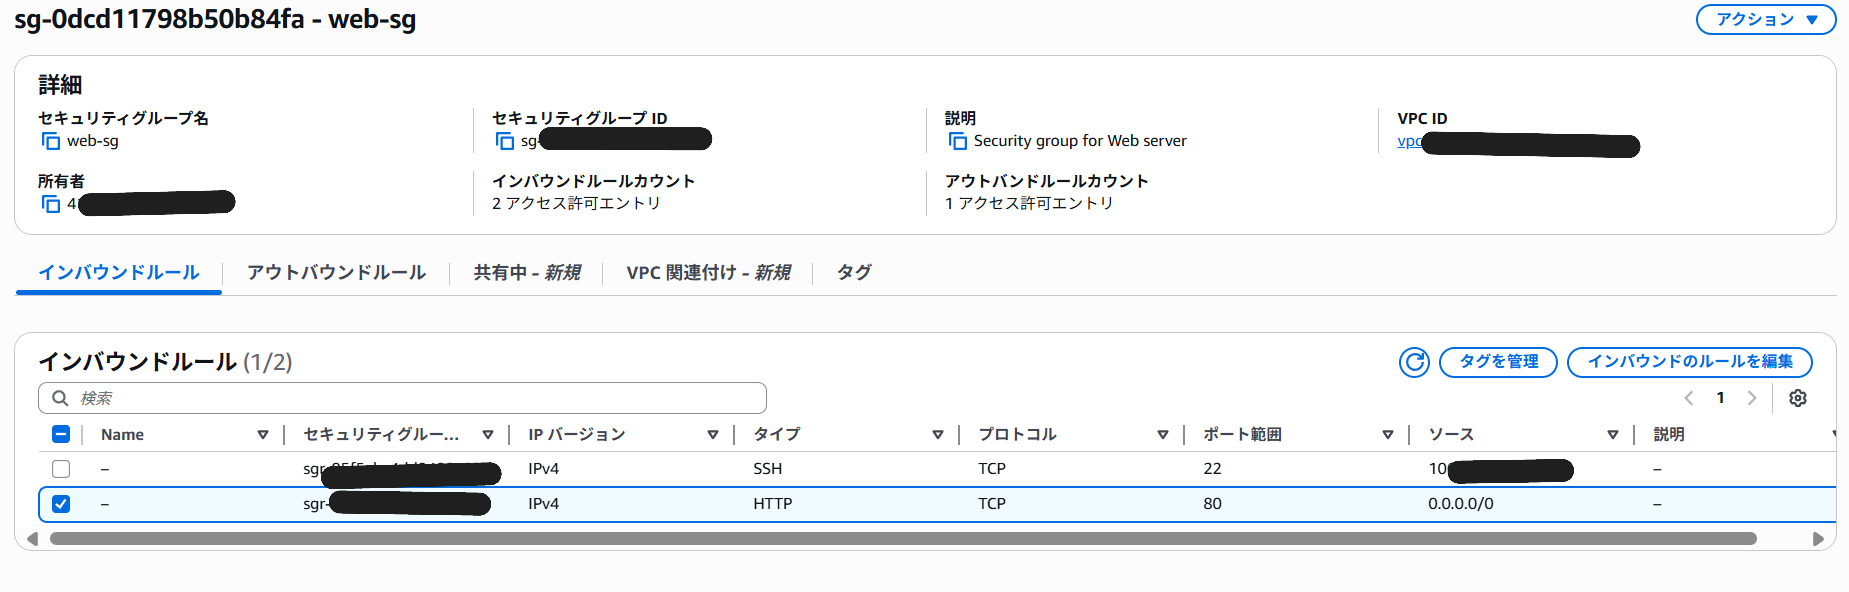 sg-0dcd11798b50b84fa - web-sg
アクション
詳細
セキュリティグループ名
web-sg
セキュリティグループ ID
sg-
説明
Security group for Web server
VPC ID
vpc
所有者
4
インバウンドルールカウント
2 アクセス許可エントリ
アウトバンドルールカウント
1 アクセス許可エントリ
インバウンドルール
アウトバウンドルール
共有中 - 新規
VPC 関連付け - 新規
タグ
インバウンドルール (1/2)
タグを管理
インバウンドのルールを編集
検索
1
Name セキュリティグルー... IP バージョン タイプ プロトコル ポート範囲 ソース 説明
– sgr- IPv4 SSH TCP 22 10 –
– sgr- IPv4 HTTP TCP 80 0.0.0.0/0 –